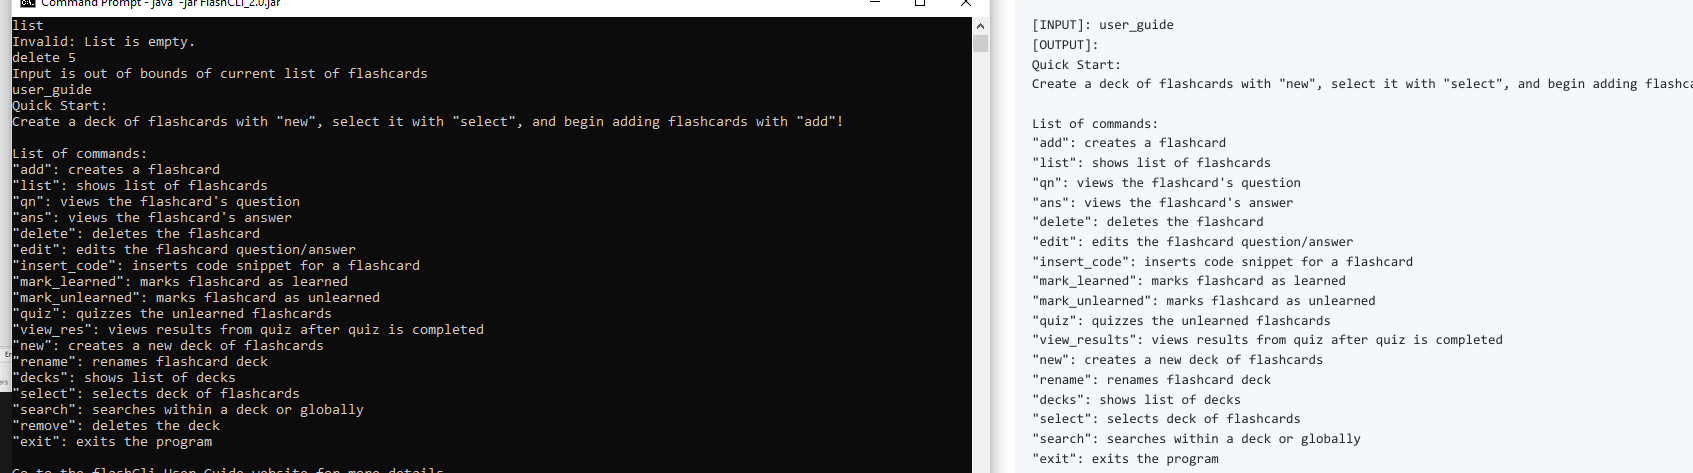 Command Prompt - java -jar FlashCLI_2.0.jar
list
Invalid: List is empty.
delete 5
Input is out of bounds of current list of flashcards
user_guide
Quick Start:
Create a deck of flashcards with "new", select it with "select", and begin adding flashcards with "add"!
List of commands:
"add": creates a flashcard
"list": shows list of flashcards
"qn": views the flashcard's question
"ans": views the flashcard's answer
"delete": deletes the flashcard
"edit": edits the flashcard question/answer
"insert_code": inserts code snippet for a flashcard
"mark_learned": marks flashcard as learned
"mark_unlearned": marks flashcard as unlearned
"quiz": quizzes the unlearned flashcards
"view_res": views results from quiz after quiz is completed
"new": creates a new deck of flashcards
"rename": renames flashcard deck
"decks": shows list of decks
"select": selects deck of flashcards
"search": searches within a deck or globally
"remove": deletes the deck
"exit": exits the program
Go to the flashCli User Guide website for more details
[INPUT]: user_guide
[OUTPUT]:
Quick Start:
Create a deck of flashcards with "new", select it with "select", and begin adding flashc
List of commands:
"add": creates a flashcard
"list": shows list of flashcards
"qn": views the flashcard's question
"ans": views the flashcard's answer
"delete": deletes the flashcard
"edit": edits the flashcard question/answer
"insert_code": inserts code snippet for a flashcard
"mark_learned": marks flashcard as learned
"mark_unlearned": marks flashcard as unlearned
"quiz": quizzes the unlearned flashcards
"view_results": views results from quiz after quiz is completed
"new": creates a new deck of flashcards
"rename": renames flashcard deck
"decks": shows list of decks
"select": selects deck of flashcards
"search": searches within a deck or globally
"exit": exits the program